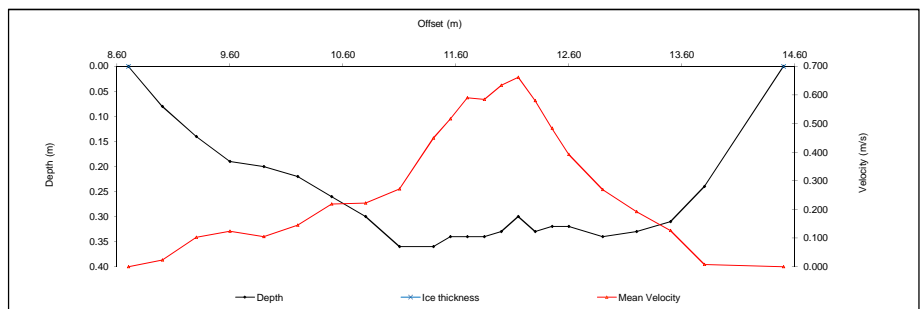 Offset (m)
8.60 9.60 10.60 11.60 12.60 13.60 14.60
0.00 0.700
0.05 0.600
0.10 0.500
0.15 0.400
0.20 0.300
0.25 0.200
0.30 0.100
0.35 0.000
0.40
Depth (m)
Velocity (m/s)
Depth Ice thickness Mean Velocity